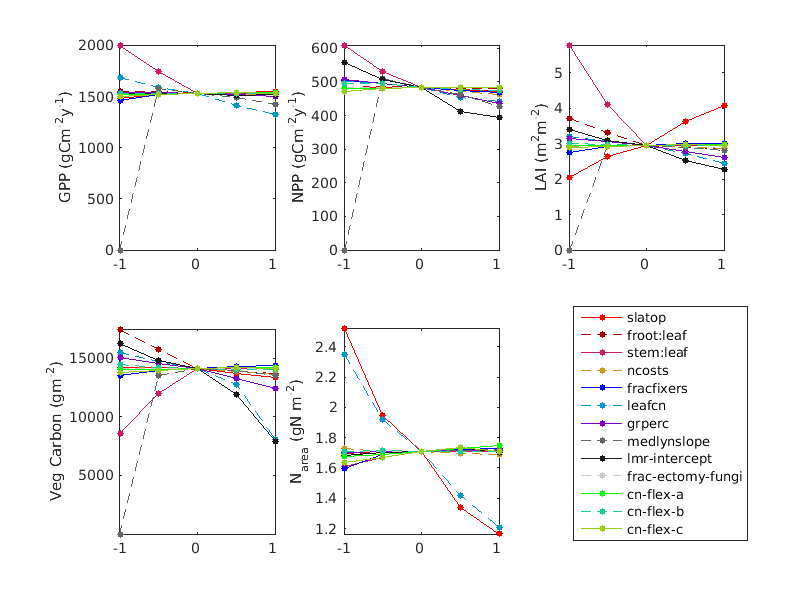 2000
1500
1000
500
0
GPP (gCm⁻²y⁻¹)
-1 0 1
600
500
400
300
200
100
0
NPP (gCm⁻²y⁻¹)
-1 0 1
5
4
3
2
1
0
LAI (m²m⁻²)
-1 0 1
15000
10000
5000
Veg Carbon (gm⁻²)
-1 0 1
2.4
2.2
2
1.8
1.6
1.4
1.2
N_area (gN m⁻²)
-1 0 1
slatop
froot:leaf
stem:leaf
ncosts
fracfixers
leafcn
grperc
medlynslope
lmr-intercept
frac-ectomy-fungi
cn-flex-a
cn-flex-b
cn-flex-c